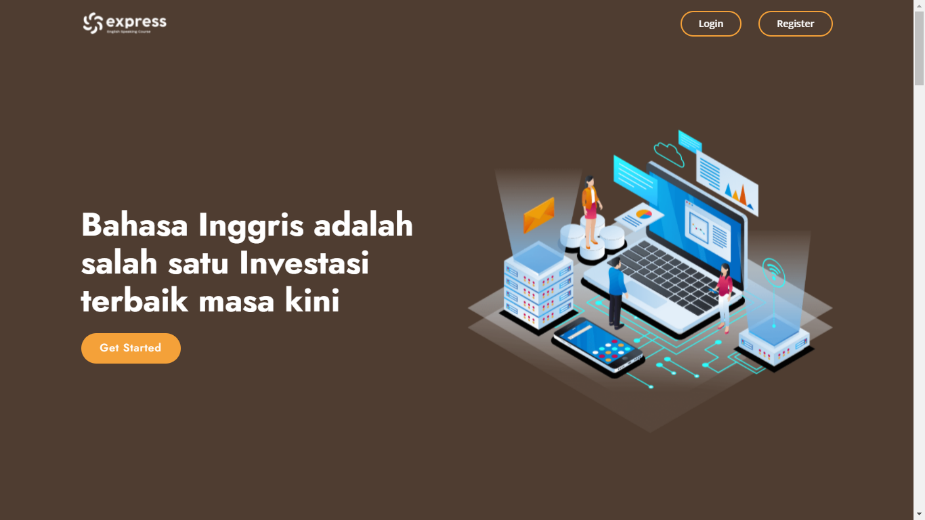 express
English Speaking Course
Login
Register
Bahasa Inggris adalah
salah satu Investasi
terbaik masa kini
Get Started